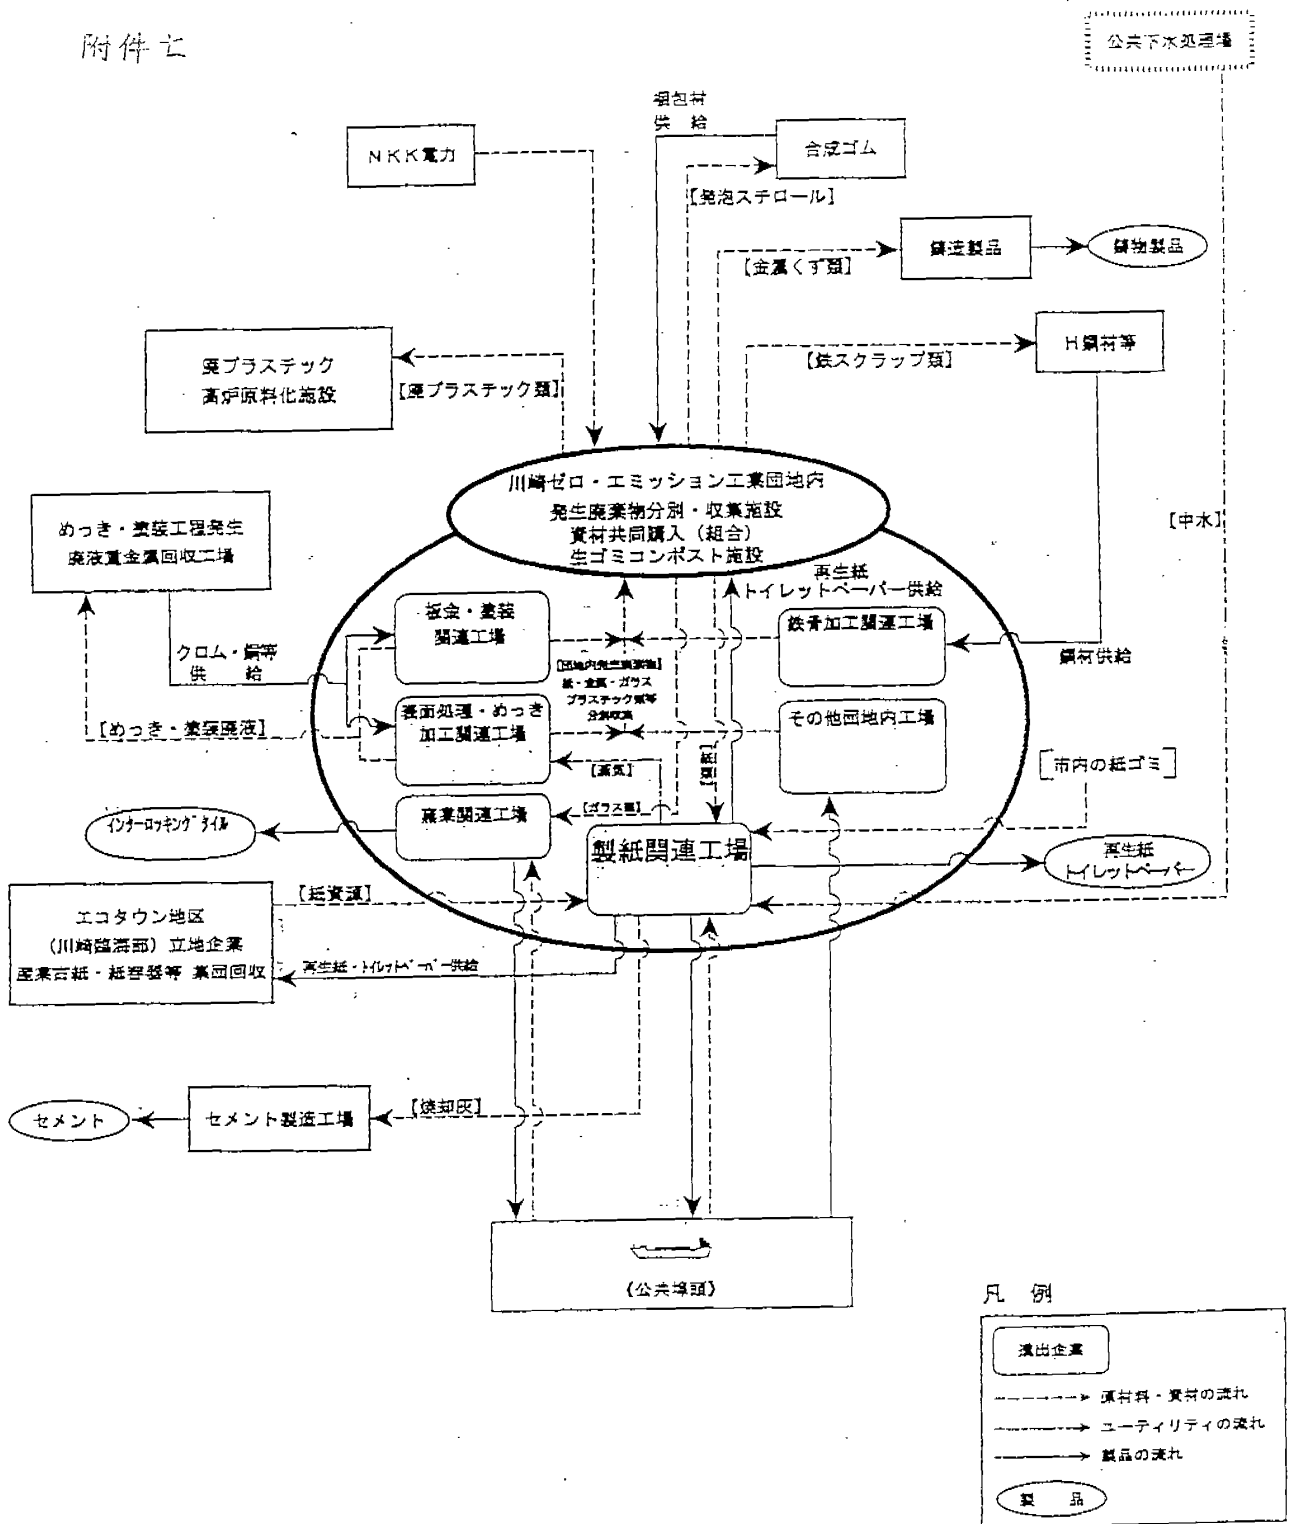 附件七
公共下水処理場
梱包材
供 給
NKK電力
合成ゴム
【発泡スチロール】
鋳造製品
鋳物製品
【金属くず類】
H鋼材等
【鉄スクラップ類】
廃プラスチック
高炉原料化施設
【廃プラスチック類】
川崎ゼロ・エミッション工業団地内
発生廃棄物分別・収集施設
資材共同購入（組合）
生ゴミコンポスト施設
めっき・塗装工程発生
廃液重金属回収工場
【中水】
再生紙
トイレットペーパー供給
板金・塗装
関連工場
鉄骨加工関連工場
クロム・銅等
供 給
鋼材供給
【団地内発生廃棄物】
紙・金属・ガラス
プラスチック類等
分別収集
表面処理・めっき
加工関連工場
その他団地内工場
【めっき・塗装廃液】
【蒸気】
【紙類】
［市内の紙ゴミ］
窯業関連工場
【ガラス類】
インターロッキングタイル
製紙関連工場
再生紙
トイレットペーパー
【紙資源】
エコタウン地区
（川崎臨海部）立地企業
産業古紙・紙容器等 集団回収
再生紙・トイレットペーパー供給
【焼却灰】
セメント
セメント製造工場
《公共埠頭》
凡 例
進出企業
原材料・資材の流れ
ユーティリティの流れ
製品の流れ
製 品